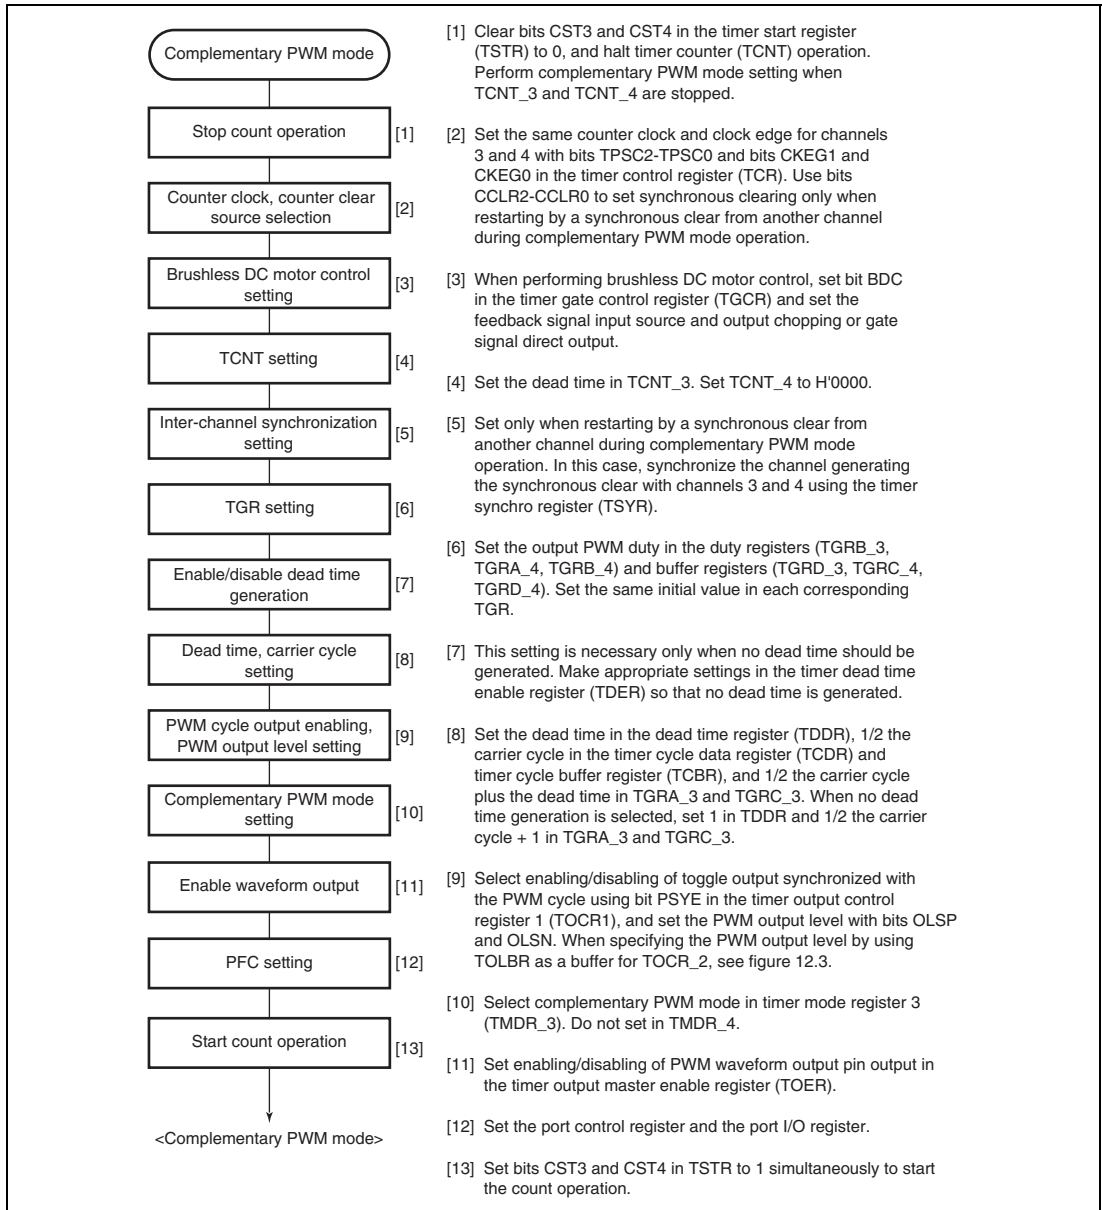 Complementary PWM mode
Stop count operation
[1]
Counter clock, counter clear
source selection
[2]
Brushless DC motor control
setting
[3]
TCNT setting
[4]
Inter-channel synchronization
setting
[5]
TGR setting
[6]
Enable/disable dead time
generation
[7]
Dead time, carrier cycle
setting
[8]
PWM cycle output enabling,
PWM output level setting
[9]
Complementary PWM mode
setting
[10]
Enable waveform output
[11]
PFC setting
[12]
Start count operation
[13]
<Complementary PWM mode>
[1] Clear bits CST3 and CST4 in the timer start register
(TSTR) to 0, and halt timer counter (TCNT) operation.
Perform complementary PWM mode setting when
TCNT_3 and TCNT_4 are stopped.
[2] Set the same counter clock and clock edge for channels
3 and 4 with bits TPSC2-TPSC0 and bits CKEG1 and
CKEG0 in the timer control register (TCR). Use bits
CCLR2-CCLR0 to set synchronous clearing only when
restarting by a synchronous clear from another channel
during complementary PWM mode operation.
[3] When performing brushless DC motor control, set bit BDC
in the timer gate control register (TGCR) and set the
feedback signal input source and output chopping or gate
signal direct output.
[4] Set the dead time in TCNT_3. Set TCNT_4 to H'0000.
[5] Set only when restarting by a synchronous clear from
another channel during complementary PWM mode
operation. In this case, synchronize the channel generating
the synchronous clear with channels 3 and 4 using the timer
synchro register (TSYR).
[6] Set the output PWM duty in the duty registers (TGRB_3,
TGRA_4, TGRB_4) and buffer registers (TGRD_3, TGRC_4,
TGRD_4). Set the same initial value in each corresponding
TGR.
[7] This setting is necessary only when no dead time should be
generated. Make appropriate settings in the timer dead time
enable register (TDER) so that no dead time is generated.
[8] Set the dead time in the dead time register (TDDR), 1/2 the
carrier cycle in the timer cycle data register (TCDR) and
timer cycle buffer register (TCBR), and 1/2 the carrier cycle
plus the dead time in TGRA_3 and TGRC_3. When no dead
time generation is selected, set 1 in TDDR and 1/2 the carrier
cycle + 1 in TGRA_3 and TGRC_3.
[9] Select enabling/disabling of toggle output synchronized with
the PWM cycle using bit PSYE in the timer output control
register 1 (TOCR1), and set the PWM output level with bits OLSP
and OLSN. When specifying the PWM output level by using
TOLBR as a buffer for TOCR_2, see figure 12.3.
[10] Select complementary PWM mode in timer mode register 3
(TMDR_3). Do not set in TMDR_4.
[11] Set enabling/disabling of PWM waveform output pin output in
the timer output master enable register (TOER).
[12] Set the port control register and the port I/O register.
[13] Set bits CST3 and CST4 in TSTR to 1 simultaneously to start
the count operation.